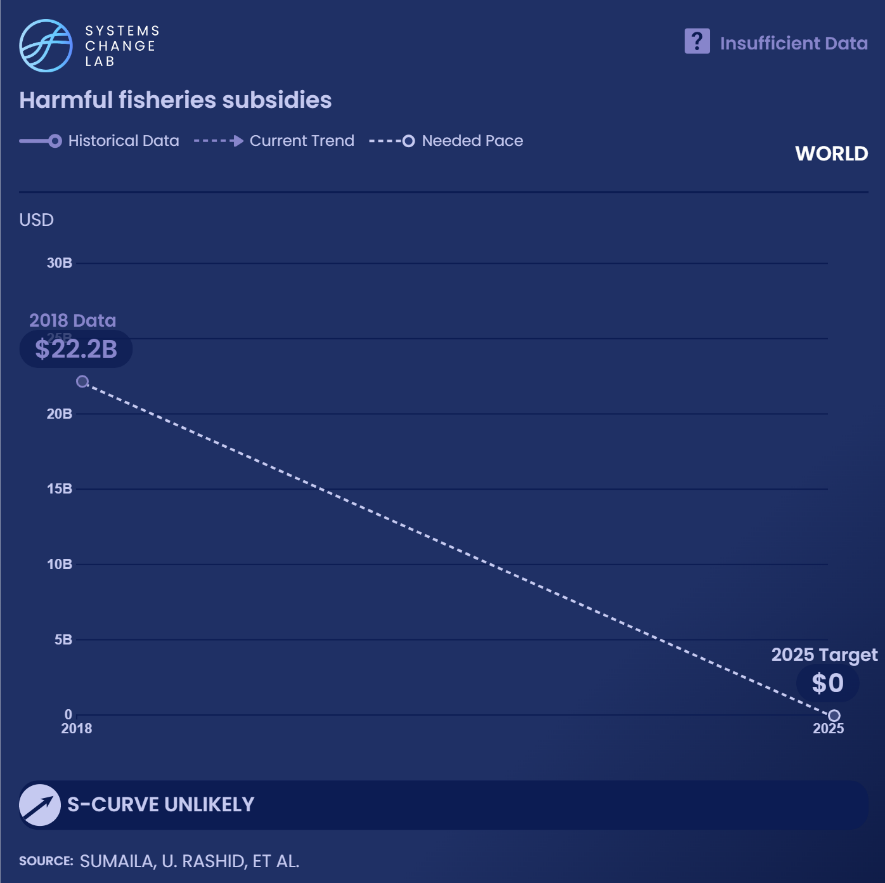 SYSTEMS
CHANGE
LAB
? Insufficient Data
Harmful fisheries subsidies
Historical Data Current Trend Needed Pace
WORLD
USD
30B
2018 Data
25B
$22.2B
20B
15B
10B
5B
2025 Target
$0
0
2018 2025
S-CURVE UNLIKELY
SOURCE: SUMAILA, U. RASHID, ET AL.